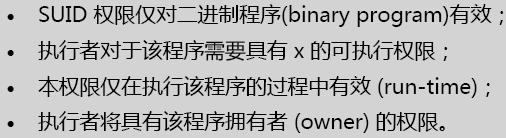 • SUID 权限仅对二进制程序(binary program)有效；
• 执行者对于该程序需要具有 x 的可执行权限；
• 本权限仅在执行该程序的过程中有效 (run-time)；
• 执行者将具有该程序拥有者 (owner) 的权限。